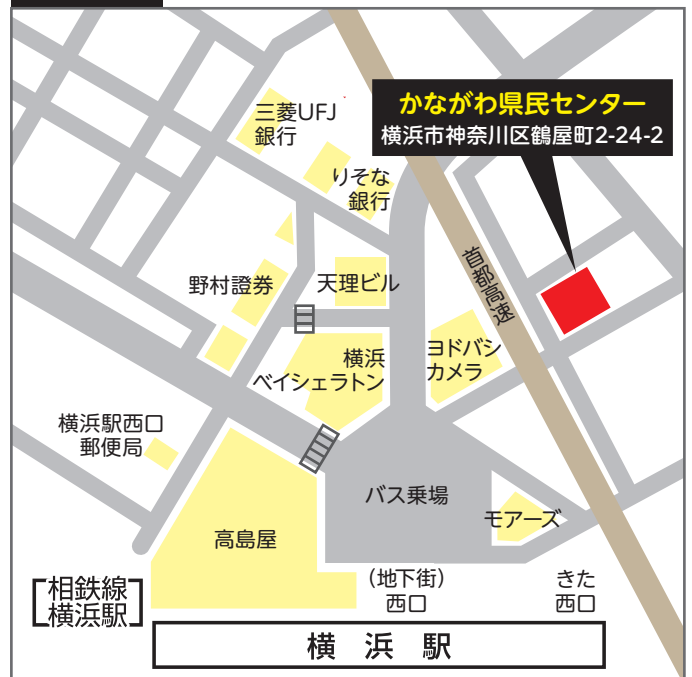 かながわ県民センター
横浜市神奈川区鶴屋町2-24-2
三菱UFJ
銀行
りそな
銀行
首都高速
野村證券
天理ビル
横浜
ベイシェラトン
ヨドバシ
カメラ
横浜駅西口
郵便局
バス乗場
モアーズ
高島屋
相鉄線
横浜駅
(地下街)
西口
きた
西口
横浜駅